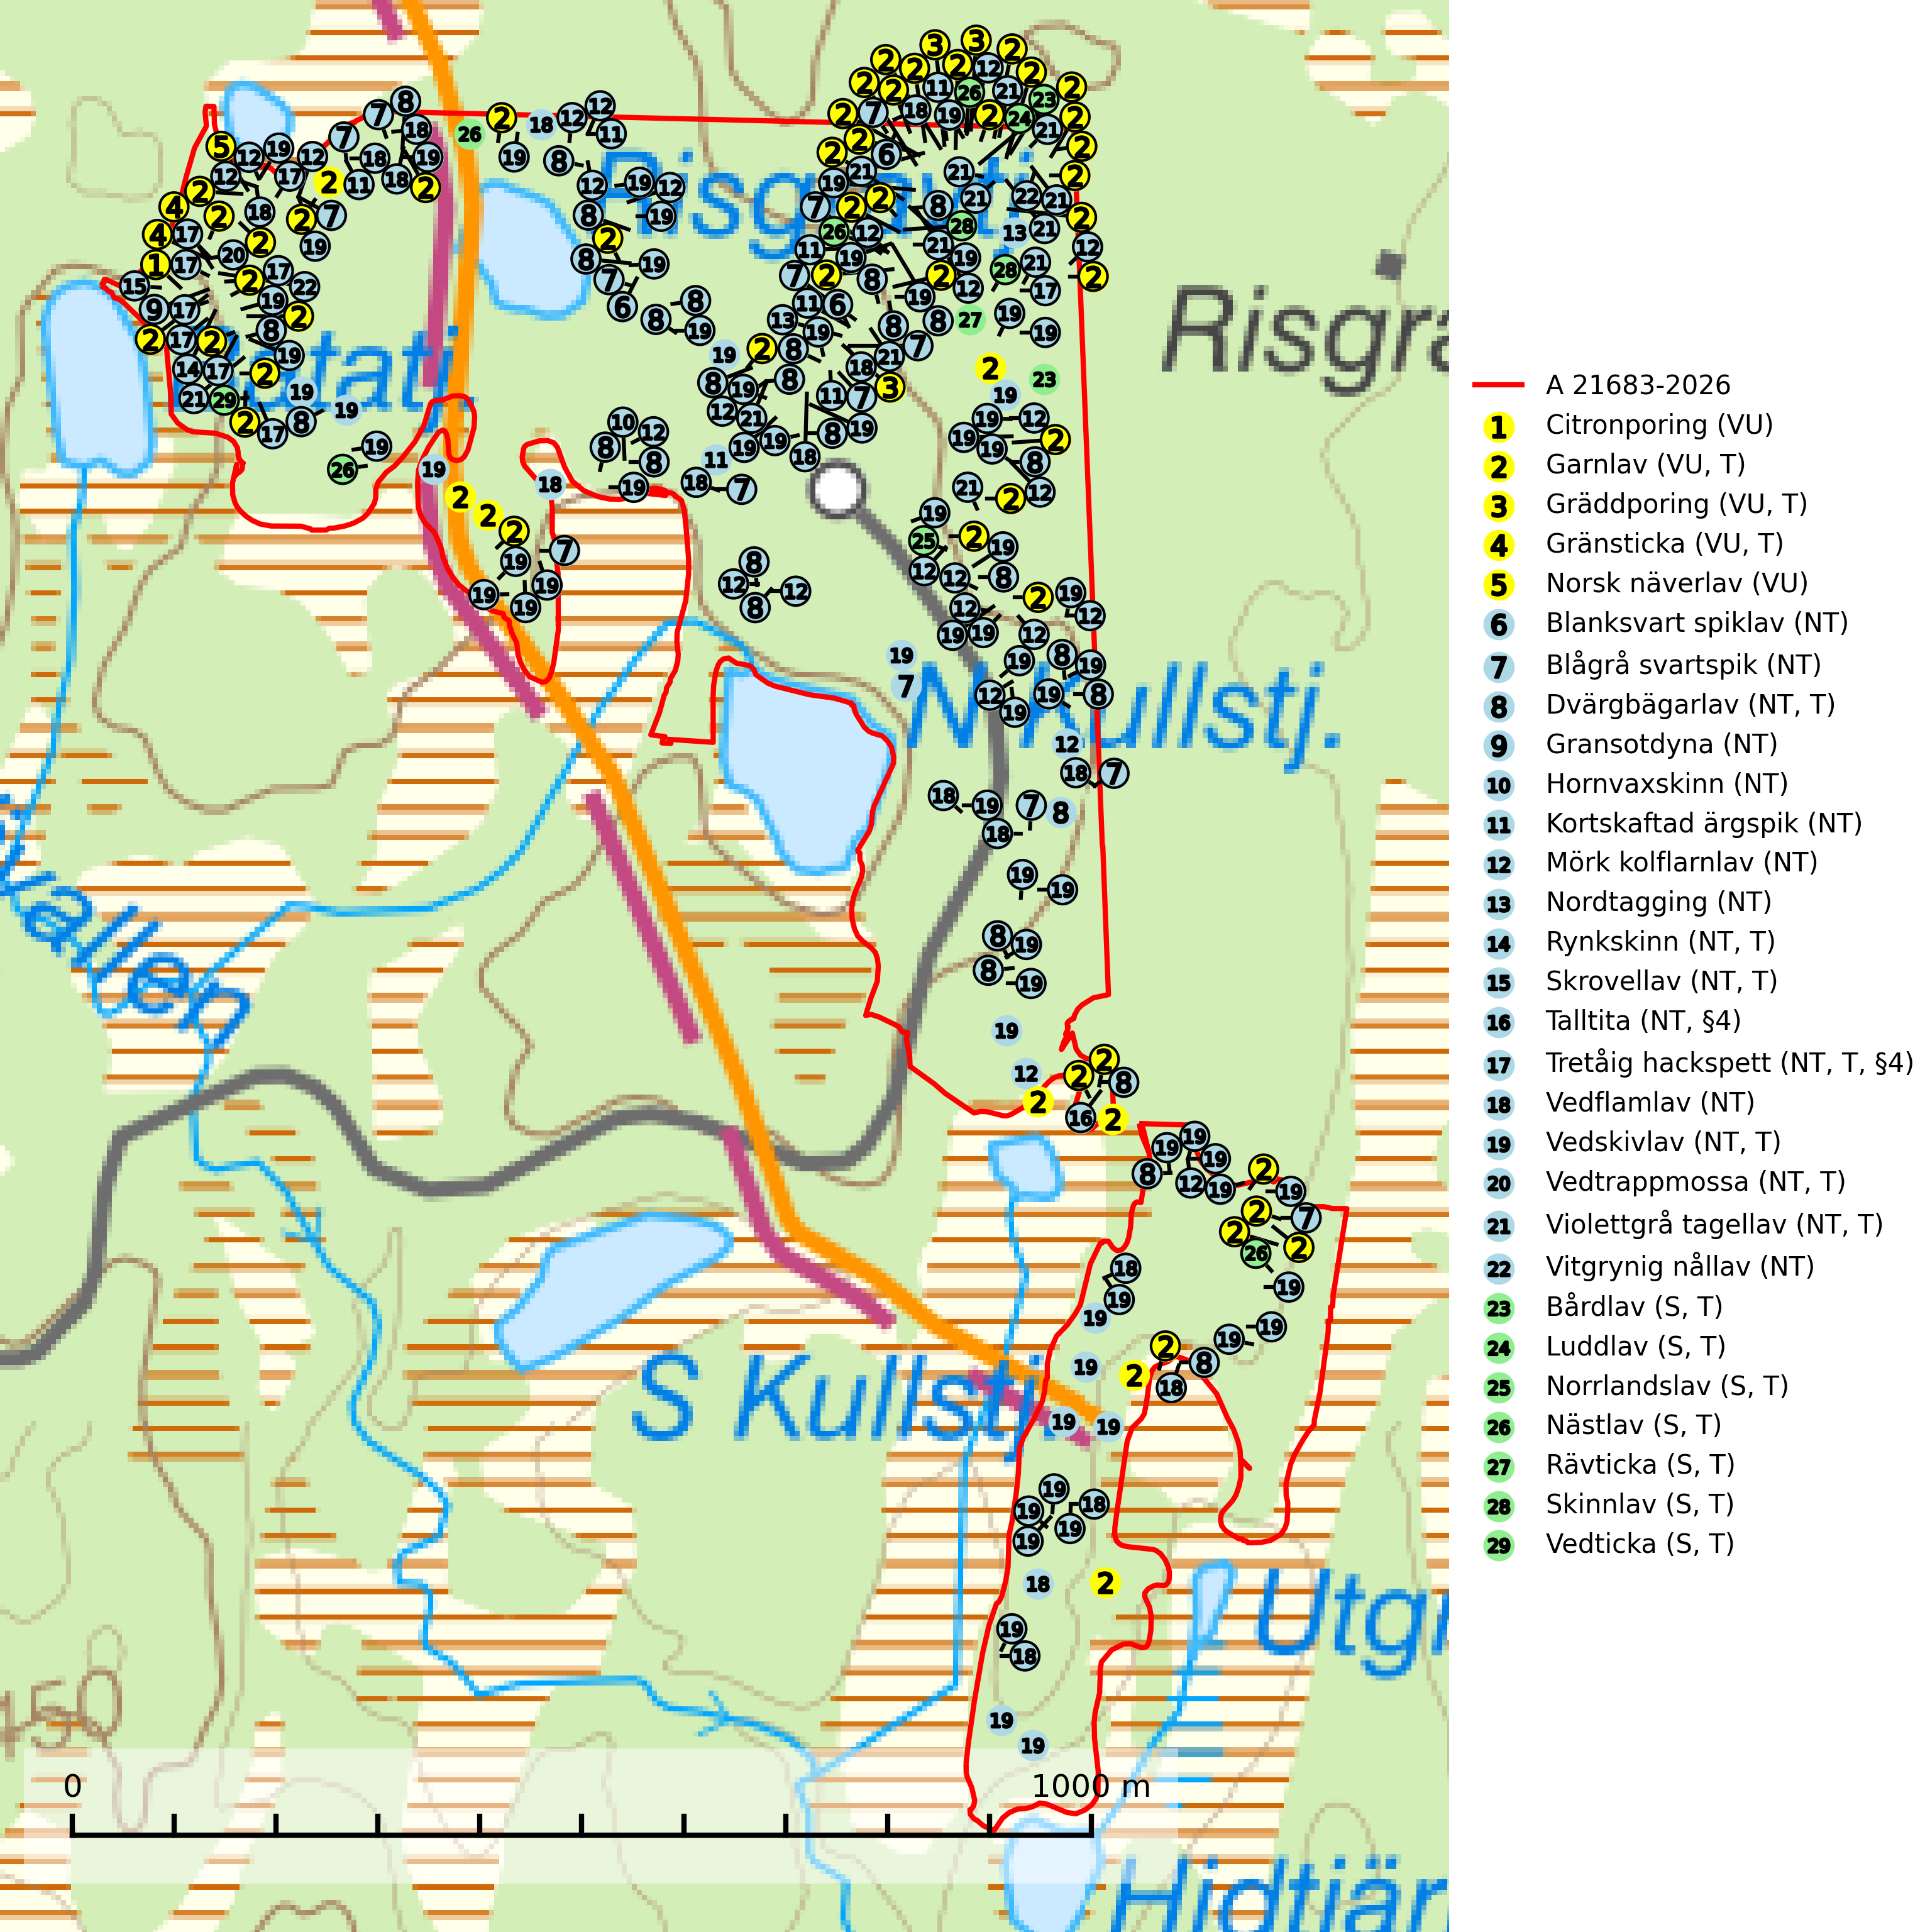 Risgrutj
Risgra
Metatj.
N Kullstj.
vallen
S Kullstj
Utgr
Hidtjär
450
0
1000 m
A 21683-2026
1 Citronporing (VU)
2 Garnlav (VU, T)
3 Gräddporing (VU, T)
4 Gränsticka (VU, T)
5 Norsk näverlav (VU)
6 Blanksvart spiklav (NT)
7 Blågrå svartspik (NT)
8 Dvärgbägarlav (NT, T)
9 Gransotdyna (NT)
10 Hornvaxskinn (NT)
11 Kortskaftad ärgspik (NT)
12 Mörk kolflarnlav (NT)
13 Nordtagging (NT)
14 Rynkskinn (NT, T)
15 Skrovellav (NT, T)
16 Talltita (NT, §4)
17 Tretåig hackspett (NT, T, §4)
18 Vedflamlav (NT)
19 Vedskivlav (NT, T)
20 Vedtrappmossa (NT, T)
21 Violettgrå tagellav (NT, T)
22 Vitgrynig nållav (NT)
23 Bårdlav (S, T)
24 Luddlav (S, T)
25 Norrlandslav (S, T)
26 Nästlav (S, T)
27 Rävticka (S, T)
28 Skinnlav (S, T)
29 Vedticka (S, T)